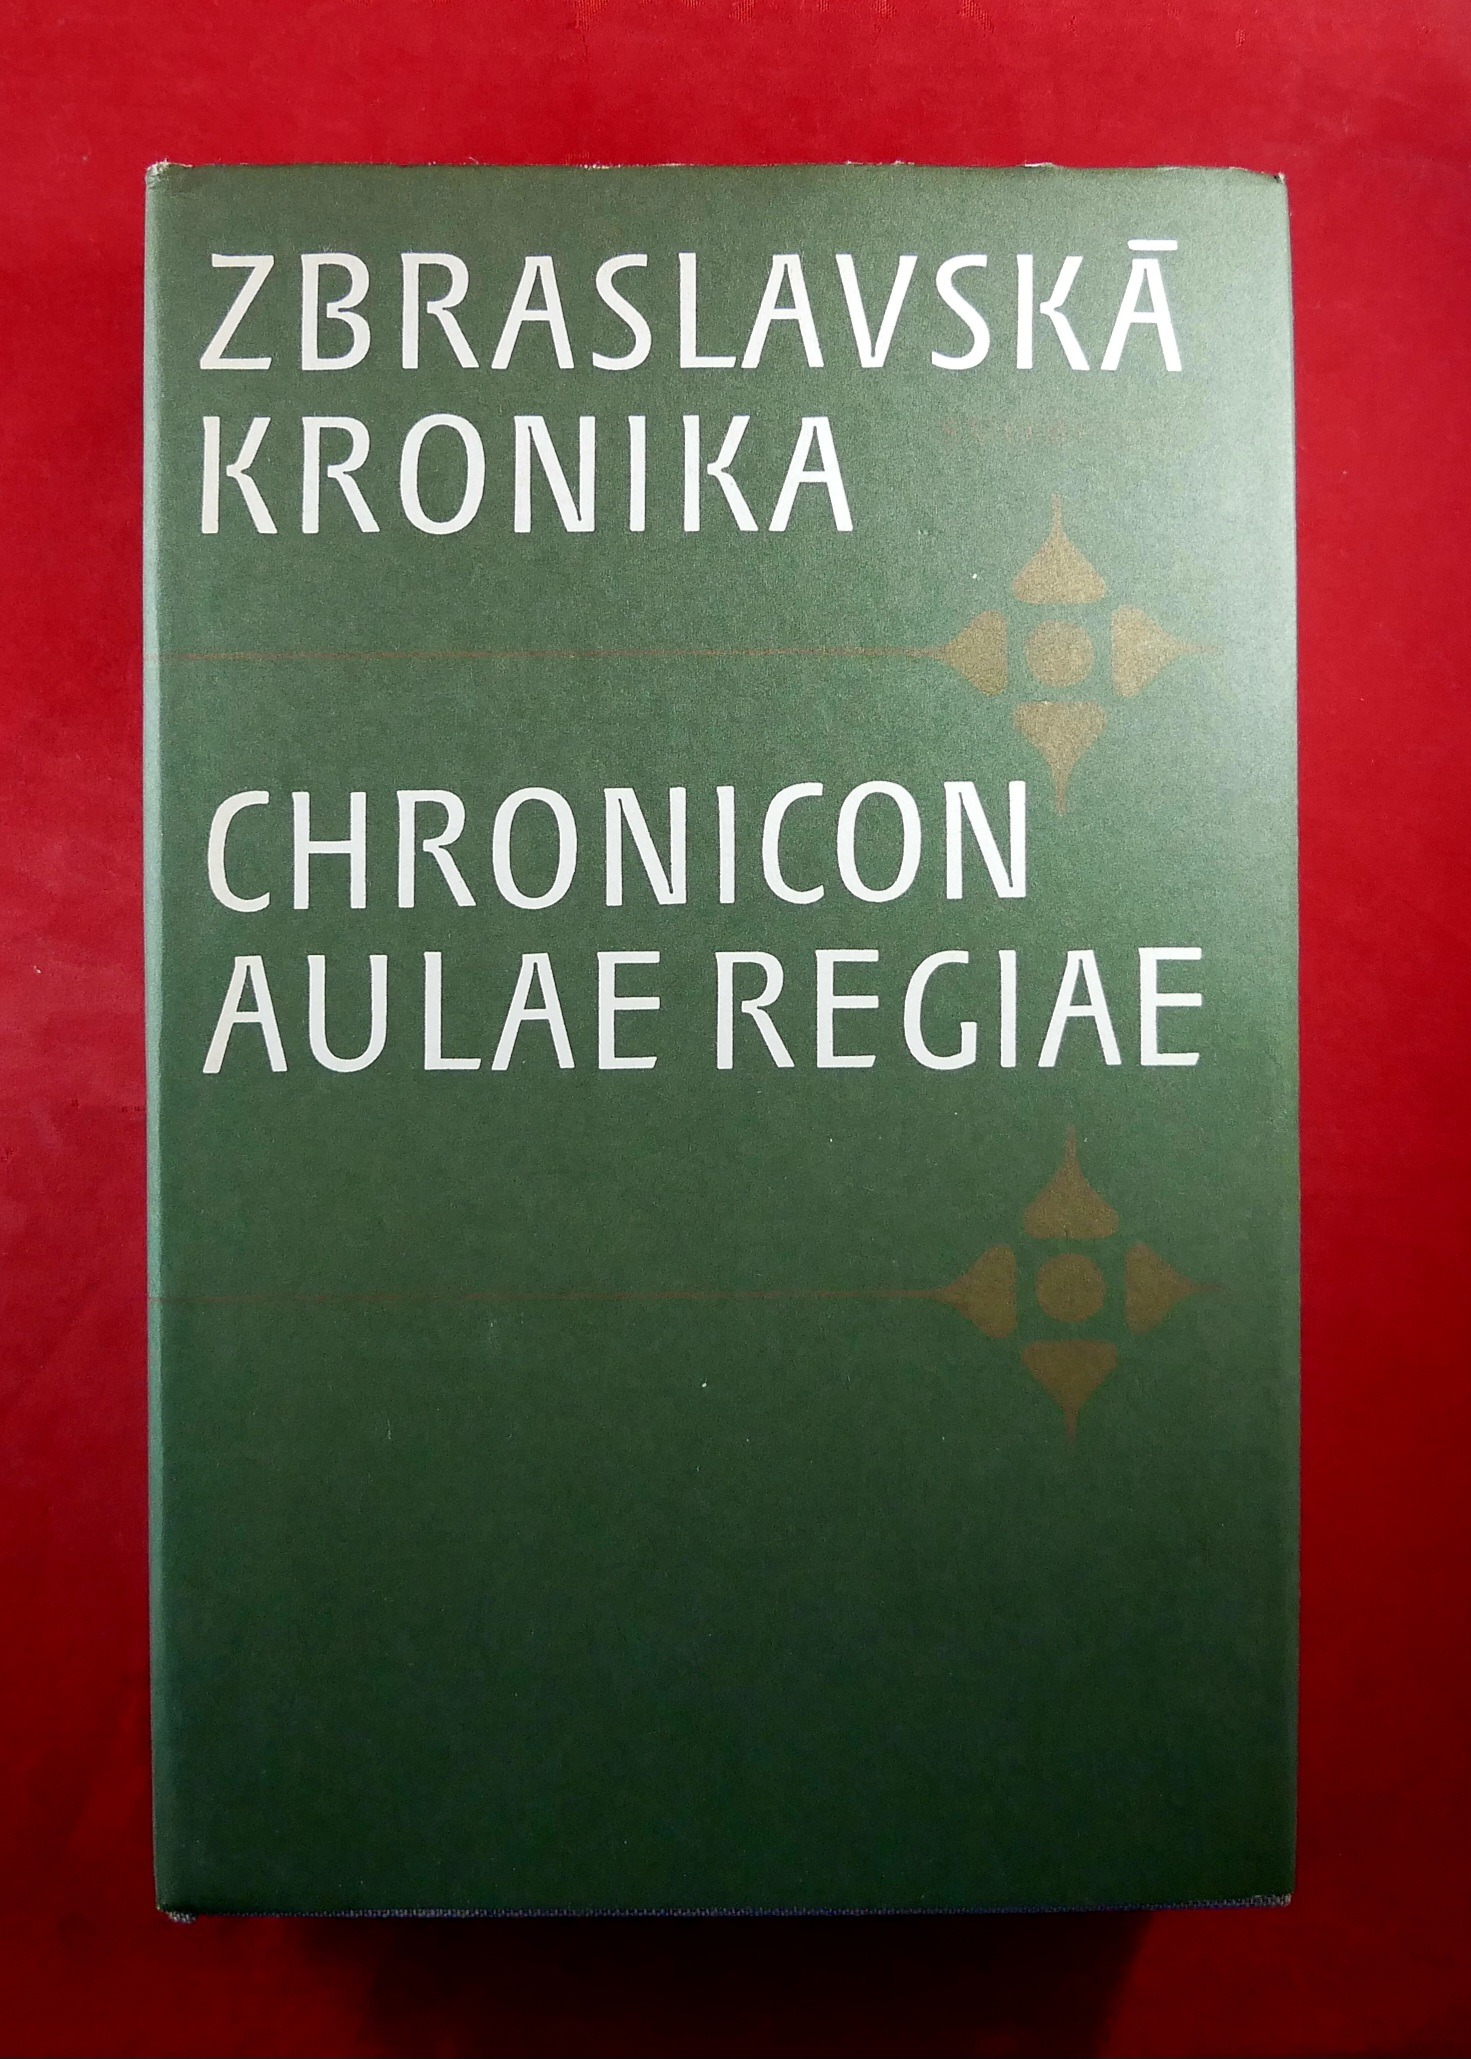 ZBRASLAVSKÁ
KRONIKA
CHRONICON
AULAE REGIAE